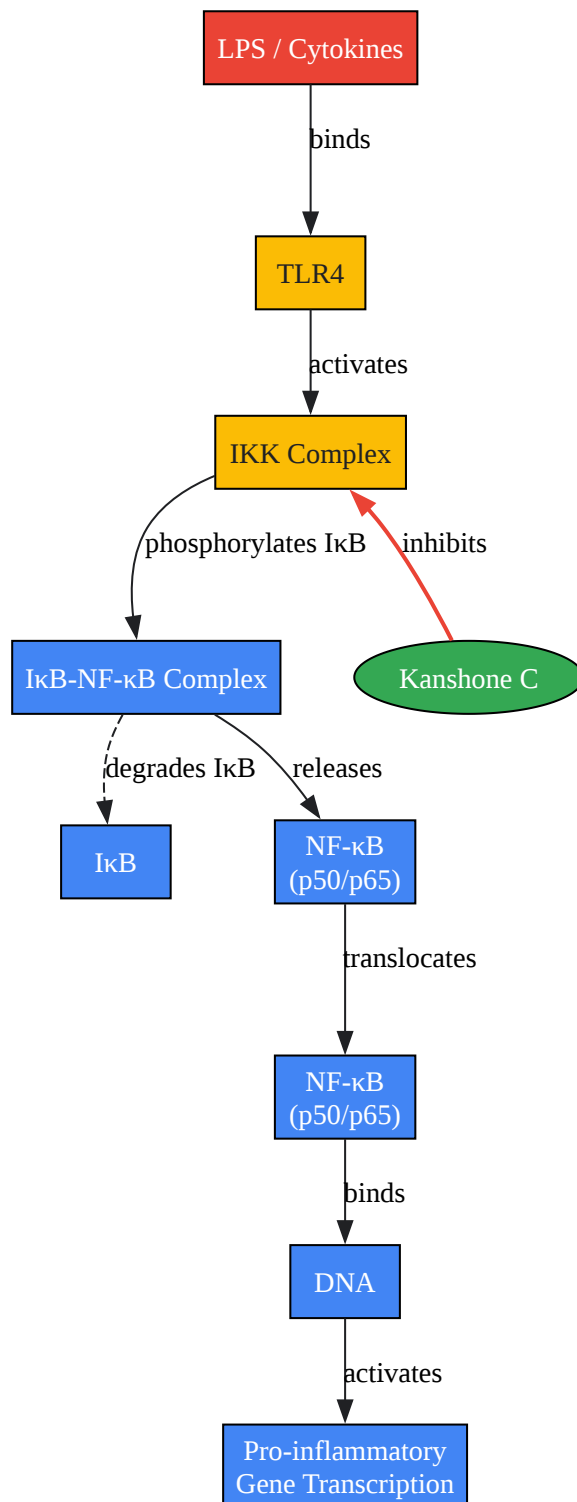 LPS / Cytokines
binds
TLR4
activates
IKK Complex
phosphorylates IκB
inhibits
IκB-NF-κB Complex
Kanshone C
degrades IκB
releases
IκB
NF-κB
(p50/p65)
translocates
NF-κB
(p50/p65)
binds
DNA
activates
Pro-inflammatory
Gene Transcription